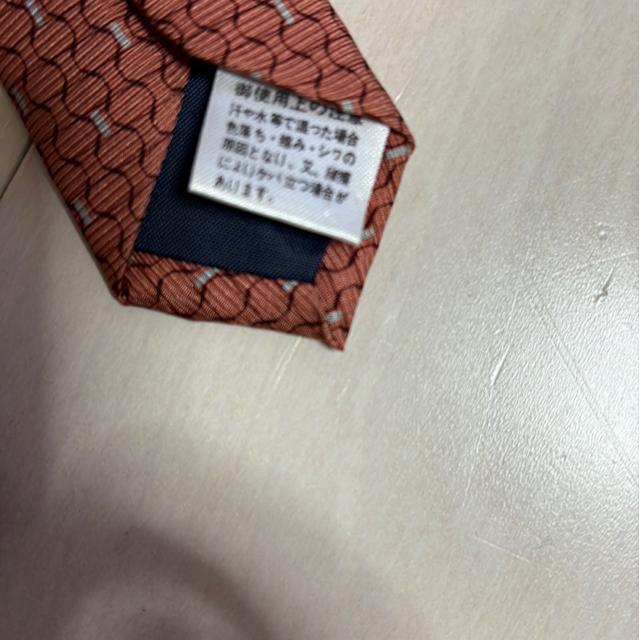 御使用上の注意
汗や水等で湿った場合
色落ち・縮み・シワの
原因となり、又、摩擦
により毛羽立つ場合が
あります。